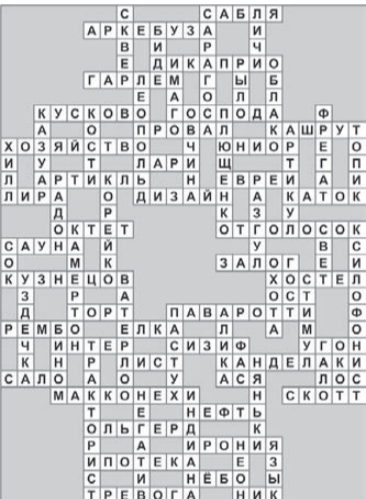 С САБЛЯ
АРКЕБУЗА И
В И Р Ч
Е ДИКАПРИО
ГАРЛЕМ Г Ы Б
Е А О Л Л
КУСКОВО ГОСПОДА Ф
А О ПРОВАЛ КАШРУТ
ХОЗЯЙСТВО Ч ЮНИОР Е О
И У Т ЛАРИ Щ Т Г П
Л АРТИКЛЬ Н ЕВРЕИ А И
ЛИРА О ДИЗАЙН А КАТОК
Д Р К З У
ОКТЕТ ОТГОЛОСОК
САУНА Й У В С
О М К ЗАЛОГ Е И
КУЗНЕЦОВ ХОСТЕЛ
З Р А ОСТ М О
Д ТОРТ ПАВАРОТТИ Ф
РЕМБО ЕЛКА Л А М О
Ч ИНТЕР СИЗИФ УГОН
К Н Р ЛИСТ КАНДЕЛАКИ
САЛО А О У АСЯ Н ЛОС
МАККОНЕХИ Ь СКОТТ
Т Е НЕФТЬ
ОЛЬГЕРД К
Р А ИРОНИЯ
ИПОТЕКА Е З
С И НЁБО Ы
ТРЕВОГА НИК